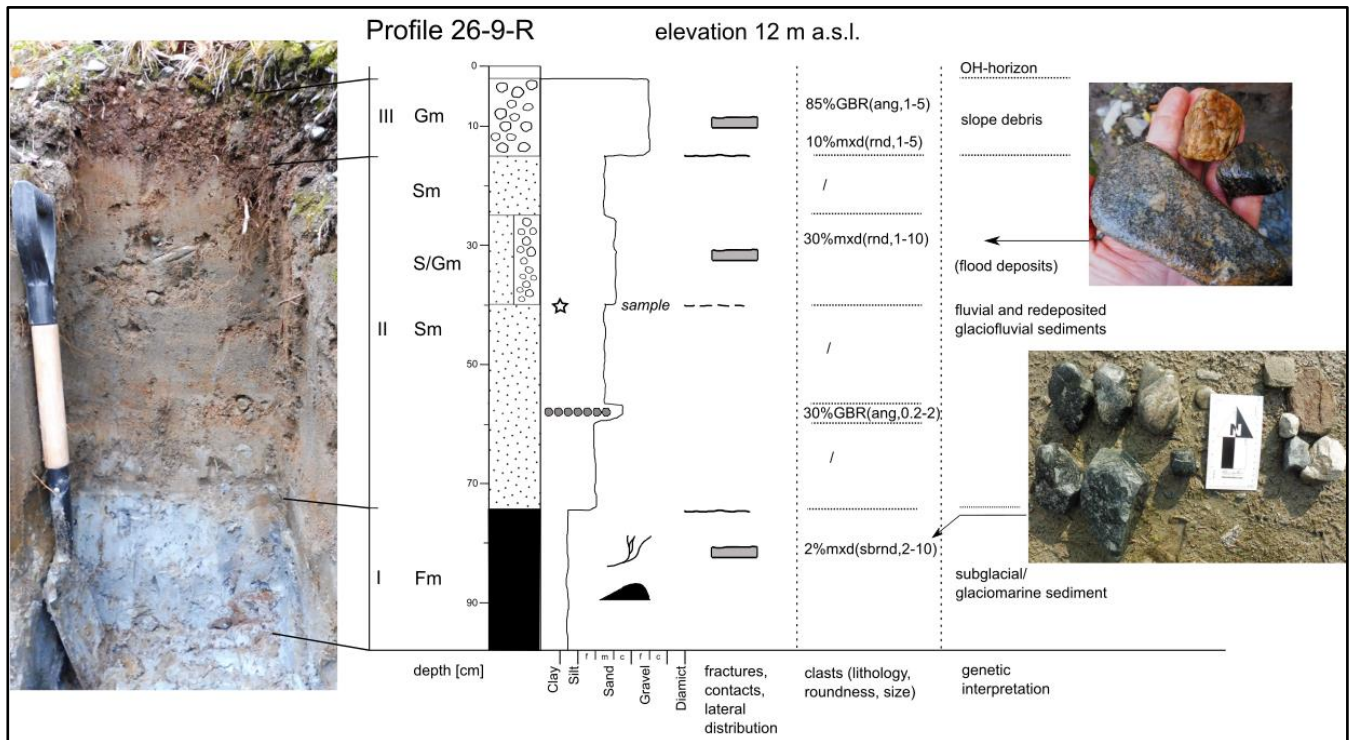 Profile 26-9-R
elevation 12 m a.s.l.
0
OH-horizon
85%GBR(ang,1-5)
III Gm
slope debris
10
10%mxd(rnd,1-5)
Sm
/
30
30%mxd(rnd,1-10)
S/Gm
(flood deposits)
sample
fluvial and redeposited
glaciofluvial sediments
II Sm
/
50
30%GBR(ang,0.2-2)
/
70
2%mxd(sbrnd,2-10)
I Fm
subglacial/
glaciomarine sediment
90
N
depth [cm]
Clay
Silt
f m c f c
Sand
Gravel
Diamict
fractures,
contacts,
lateral
distribution
clasts (lithology,
roundness, size)
genetic
interpretation